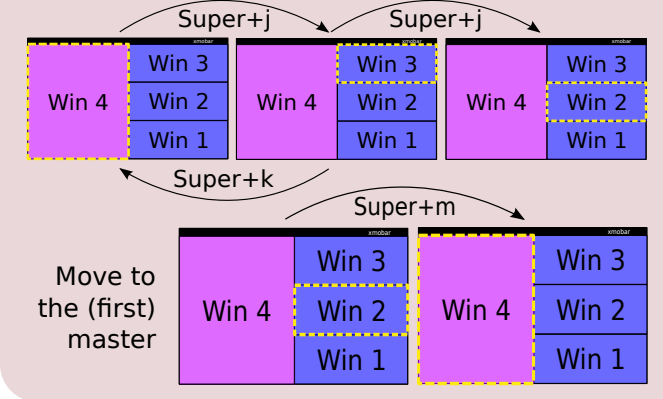 Super+j
Super+j
xmobar
xmobar
xmobar
Win 4
Win 3
Win 2
Win 1
Win 4
Win 3
Win 2
Win 1
Win 4
Win 3
Win 2
Win 1
Super+k
Super+m
Move to
the (first)
master
xmobar
Win 4
Win 3
Win 2
Win 1
xmobar
Win 4
Win 3
Win 2
Win 1